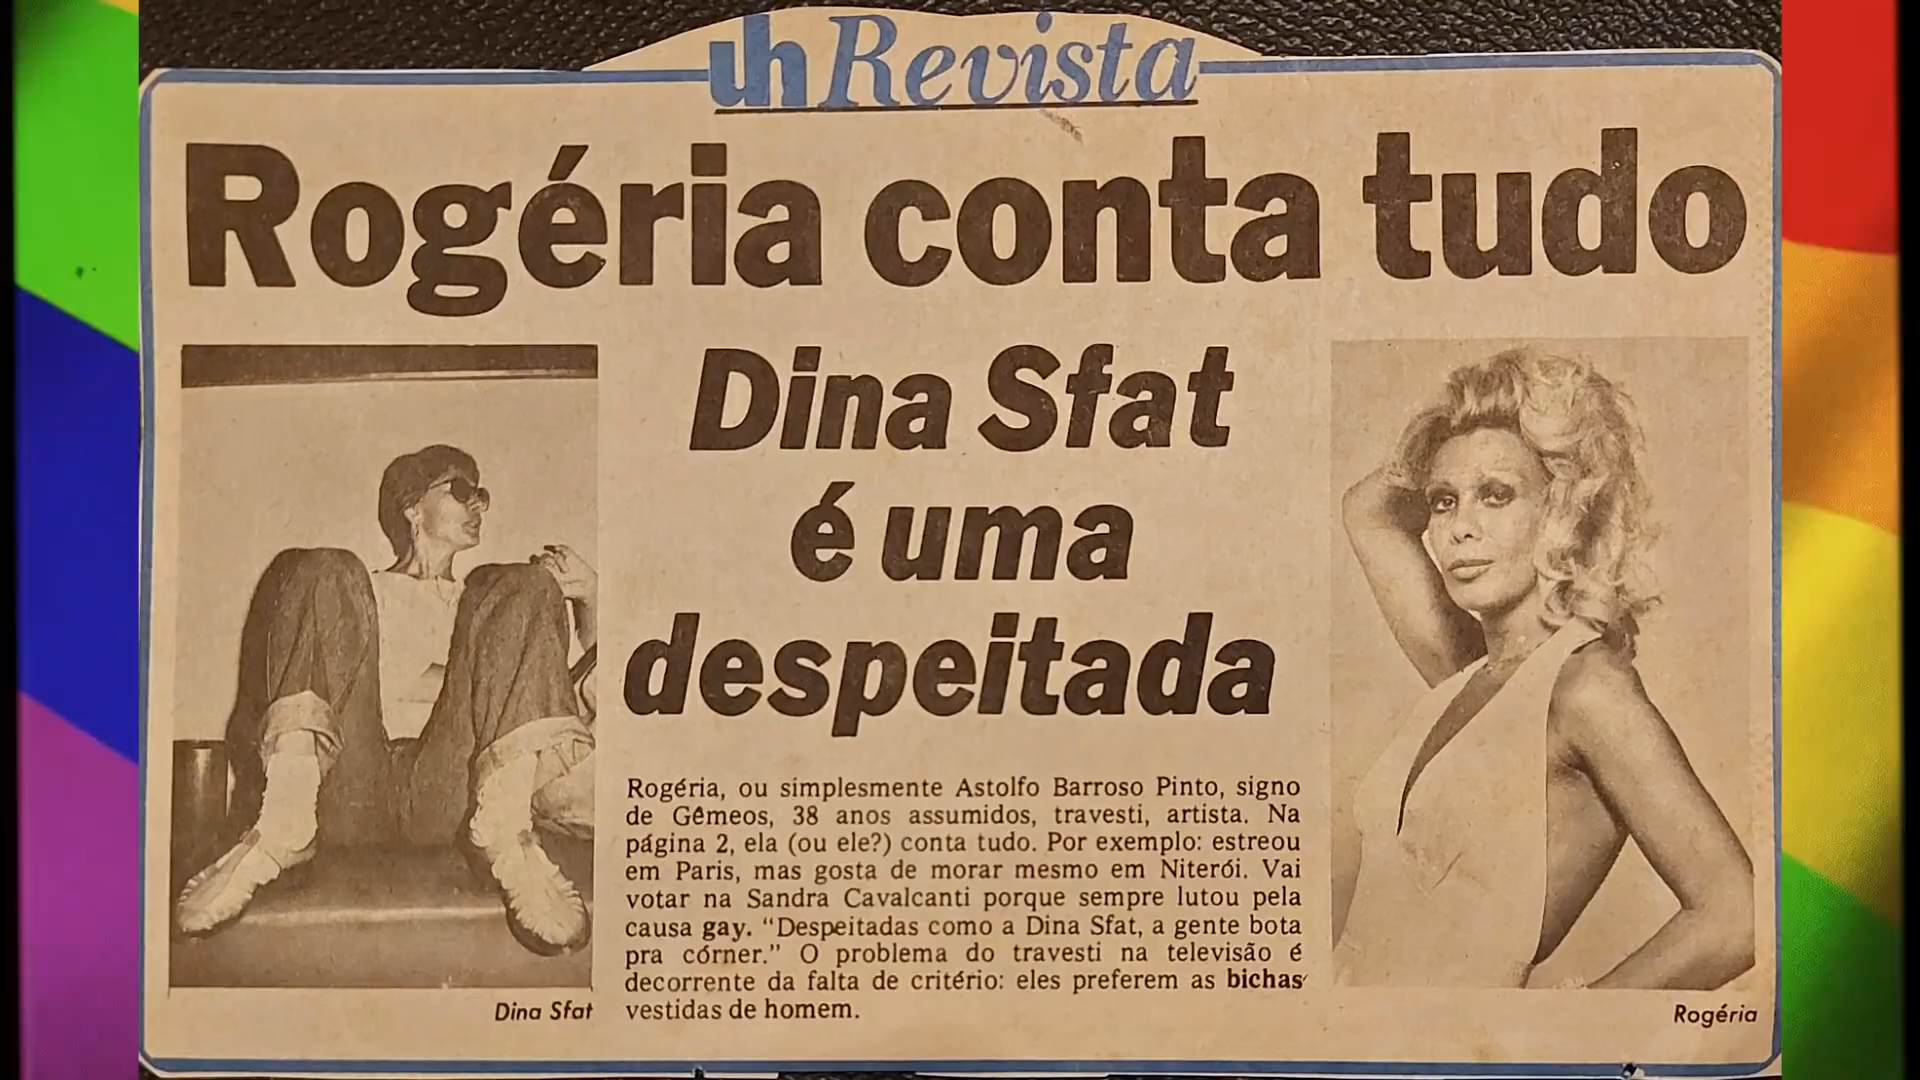 uh Revista
Rogéria conta tudo
Dina Sfat
é uma
despeitada
Rogéria, ou simplesmente Astolfo Barroso Pinto, signo
de Gêmeos, 38 anos assumidos, travesti, artista. Na
página 2, ela (ou ele?) conta tudo. Por exemplo: estreou
em Paris, mas gosta de morar mesmo em Niterói. Vai
votar na Sandra Cavalcanti porque sempre lutou pela
causa gay. “Despeitadas como a Dina Sfat, a gente bota
pra córner.” O problema do travesti na televisão é
decorrente da falta de critério: eles preferem as bichas
vestidas de homem.
Dina Sfat
Rogéria